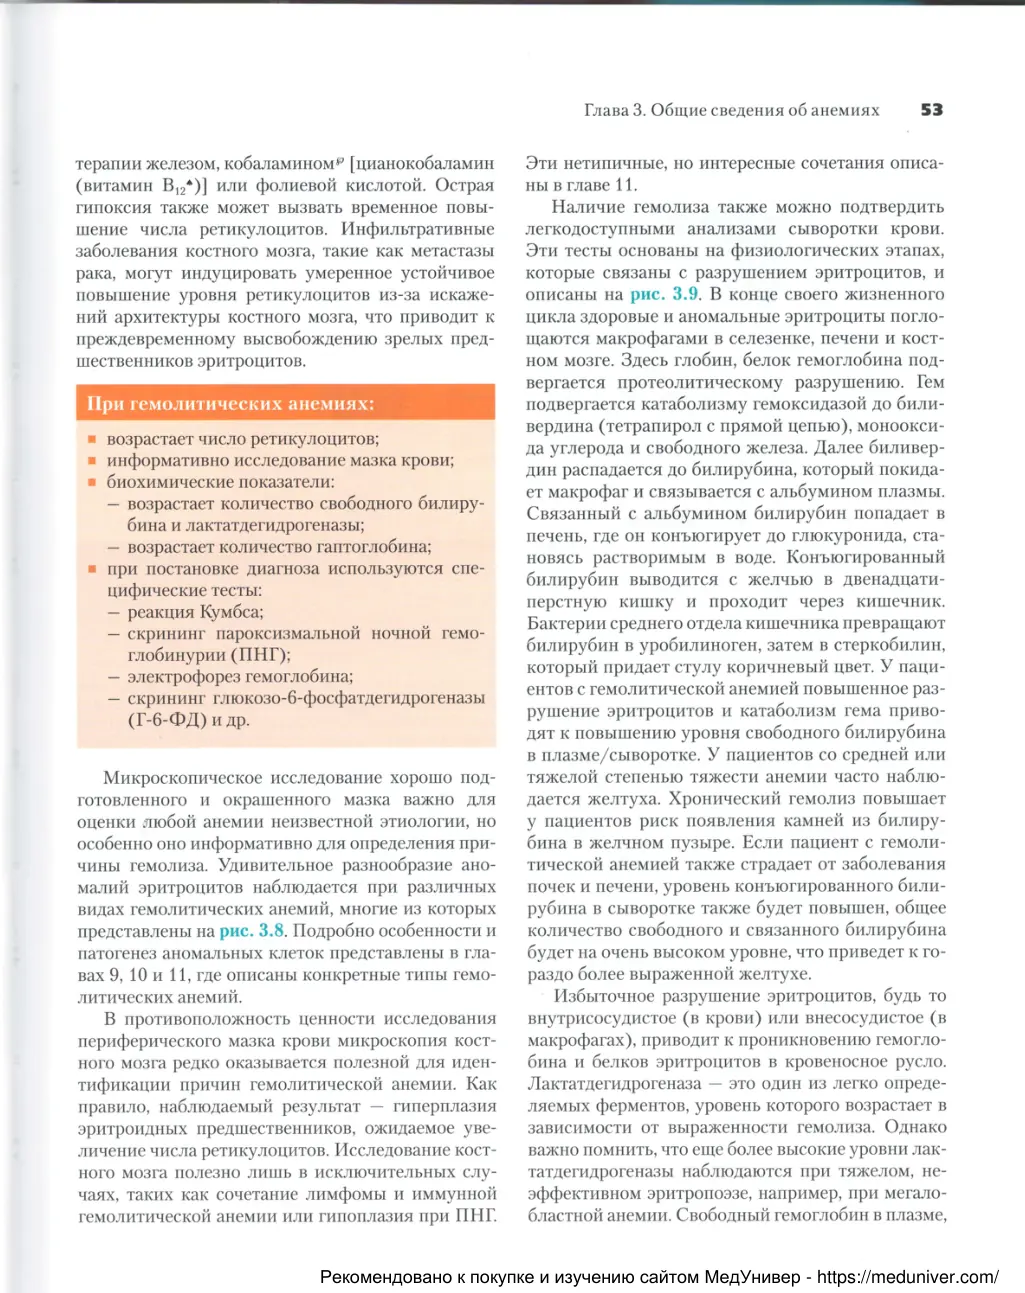 Глава 3. Общие сведения об анемиях 53
терапии железом, кобаламином℘ [цианокобаламин
(витамин B₁₂♠)] или фолиевой кислотой. Острая
гипоксия также может вызвать временное повы-
шение числа ретикулоцитов. Инфильтративные
заболевания костного мозга, такие как метастазы
рака, могут индуцировать умеренное устойчивое
повышение уровня ретикулоцитов из-за искаже-
ний архитектуры костного мозга, что приводит к
преждевременному высвобождению зрелых пред-
шественников эритроцитов.
При гемолитических анемиях:
■ возрастает число ретикулоцитов;
■ информативно исследование мазка крови;
■ биохимические показатели:
— возрастает количество свободного билиру-
бина и лактатдегидрогеназы;
— возрастает количество гаптоглобина;
■ при постановке диагноза используются спе-
цифические тесты:
— реакция Кумбса;
— скрининг пароксизмальной ночной гемо-
глобинурии (ПНГ);
— электрофорез гемоглобина;
— скрининг глюкозо-6-фосфатдегидрогеназы
(Г-6-ФД) и др.
Микроскопическое исследование хорошо под-
готовленного и окрашенного мазка важно для
оценки любой анемии неизвестной этиологии, но
особенно оно информативно для определения при-
чины гемолиза. Удивительное разнообразие ано-
малий эритроцитов наблюдается при различных
видах гемолитических анемий, многие из которых
представлены на рис. 3.8. Подробно особенности и
патогенез аномальных клеток представлены в гла-
вах 9, 10 и 11, где описаны конкретные типы гемо-
литических анемий.
В противоположность ценности исследования
периферического мазка крови микроскопия кост-
ного мозга редко оказывается полезной для иден-
тификации причин гемолитической анемии. Как
правило, наблюдаемый результат — гиперплазия
эритроидных предшественников, ожидаемое уве-
личение числа ретикулоцитов. Исследование кост-
ного мозга полезно лишь в исключительных слу-
чаях, таких как сочетание лимфомы и иммунной
гемолитической анемии или гипоплазия при ПНГ.
Эти нетипичные, но интересные сочетания описа-
ны в главе 11.
Наличие гемолиза также можно подтвердить
легкодоступными анализами сыворотки крови.
Эти тесты основаны на физиологических этапах,
которые связаны с разрушением эритроцитов, и
описаны на рис. 3.9. В конце своего жизненного
цикла здоровые и аномальные эритроциты погло-
щаются макрофагами в селезенке, печени и кост-
ном мозге. Здесь глобин, белок гемоглобина под-
вергается протеолитическому разрушению. Гем
подвергается катаболизму гемоксидазой до били-
вердина (тетрапирол с прямой цепью), монооксида-
да углерода и свободного железа. Далее биливер-
дин распадается до билирубина, который покида-
ет макрофаг и связывается с альбумином плазмы.
Связанный с альбумином билирубин попадает в
печень, где он конъюгирует до глюкуронида, ста-
новясь растворимым в воде. Конъюгированный
билирубин выводится с желчью в двенадцати-
перстную кишку и проходит через кишечник.
Бактерии среднего отдела кишечника превращают
билирубин в уробилиноген, затем в стеркобилин,
который придает стулу коричневый цвет. У паци-
ентов с гемолитической анемией повышенное раз-
рушение эритроцитов и катаболизм гема приво-
дят к повышению уровня свободного билирубина
в плазме/сыворотке. У пациентов со средней или
тяжелой степенью тяжести анемии часто наблю-
дается желтуха. Хронический гемолиз повышает
у пациентов риск появления камней из билиру-
бина в желчном пузыре. Если пациент с гемоли-
тической анемией также страдает от заболевания
почек и печени, уровень конъюгированного били-
рубина в сыворотке также будет повышен, общее
количество свободного и связанного билирубина
будет на очень высоком уровне, что приведет к го-
раздо более выраженной желтухе.
Избыточное разрушение эритроцитов, будь то
внутрисосудистое (в крови) или внесосудистое (в
макрофагах), приводит к проникновению гемогло-
бина и белков эритроцитов в кровеносное русло.
Лактатдегидрогеназа — это один из легко опреде-
ляемых ферментов, уровень которого возрастает в
зависимости от выраженности гемолиза. Однако
важно помнить, что еще более высокие уровни лак-
татдегидрогеназы наблюдаются при тяжелом, не-
эффективном эритропоэзе, например, при мегало-
бластной анемии. Свободный гемоглобин в плазме,
Рекомендовано к покупке и изучению сайтом МедУнивер - https://meduniver.com/